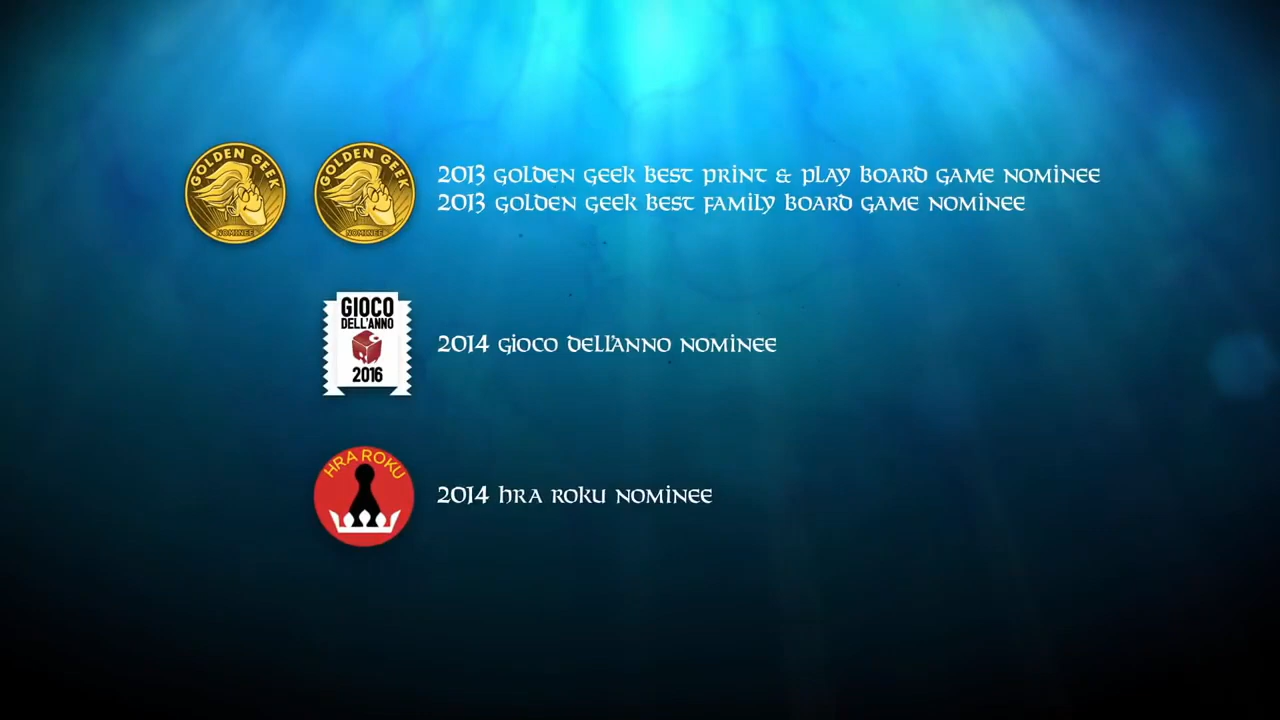 GOLDEN GEEK
NOMINEE
GOLDEN GEEK
NOMINEE
2013 GOLDEN GEEK BEST PRINT & PLAY BOARD GAME NOMINEE
2013 GOLDEN GEEK BEST FAMILY BOARD GAME NOMINEE
GIOCO
DELL'ANNO
2016
2014 GIOCO DELL'ANNO NOMINEE
HRA ROKU
2014 HRA ROKU NOMINEE